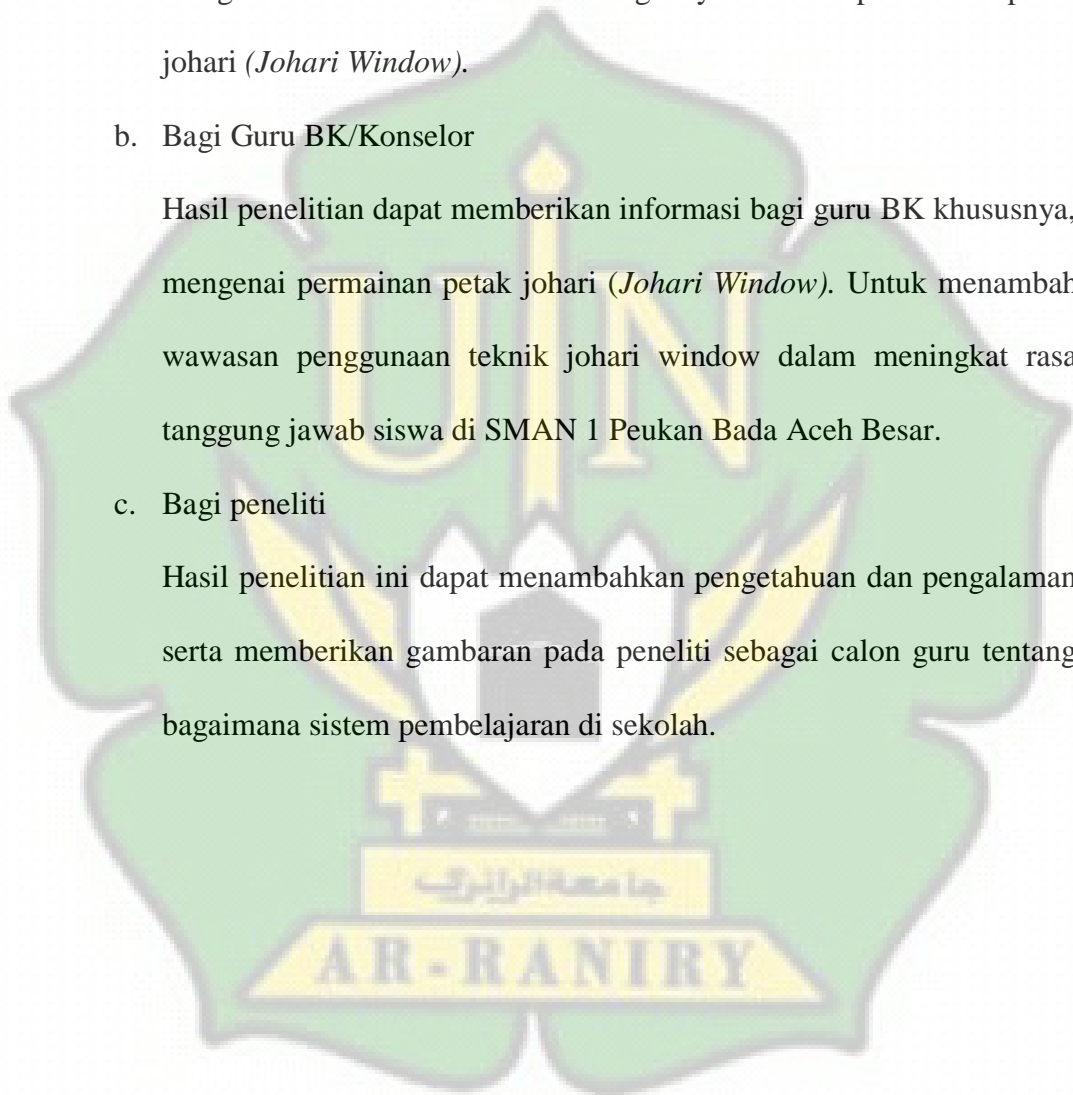 johari (Johari Window).
b. Bagi Guru BK/Konselor
Hasil penelitian dapat memberikan informasi bagi guru BK khususnya,
mengenai permainan petak johari (Johari Window). Untuk menambah
wawasan penggunaan teknik johari window dalam meningkat rasa
tanggung jawab siswa di SMAN 1 Peukan Bada Aceh Besar.
c. Bagi peneliti
Hasil penelitian ini dapat menambahkan pengetahuan dan pengalaman
serta memberikan gambaran pada peneliti sebagai calon guru tentang
bagaimana sistem pembelajaran di sekolah.
UIN
جامعة الرانري
AR-RANIRY